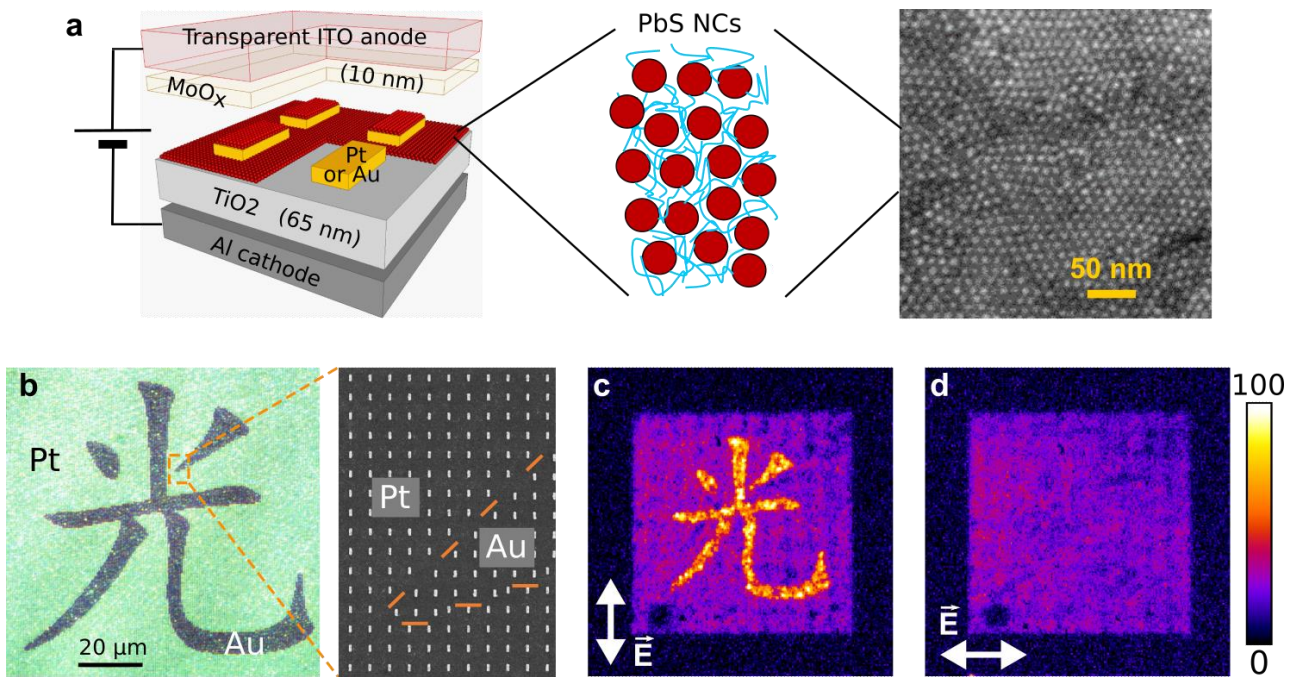 a
Transparent ITO anode
MoOx
(10 nm)
Pt
or Au
TiO2 (65 nm)
Al cathode
PbS NCs
50 nm
b
Pt
光
Au
20 μm
Pt
Au
c
光
E
d
E
100
0